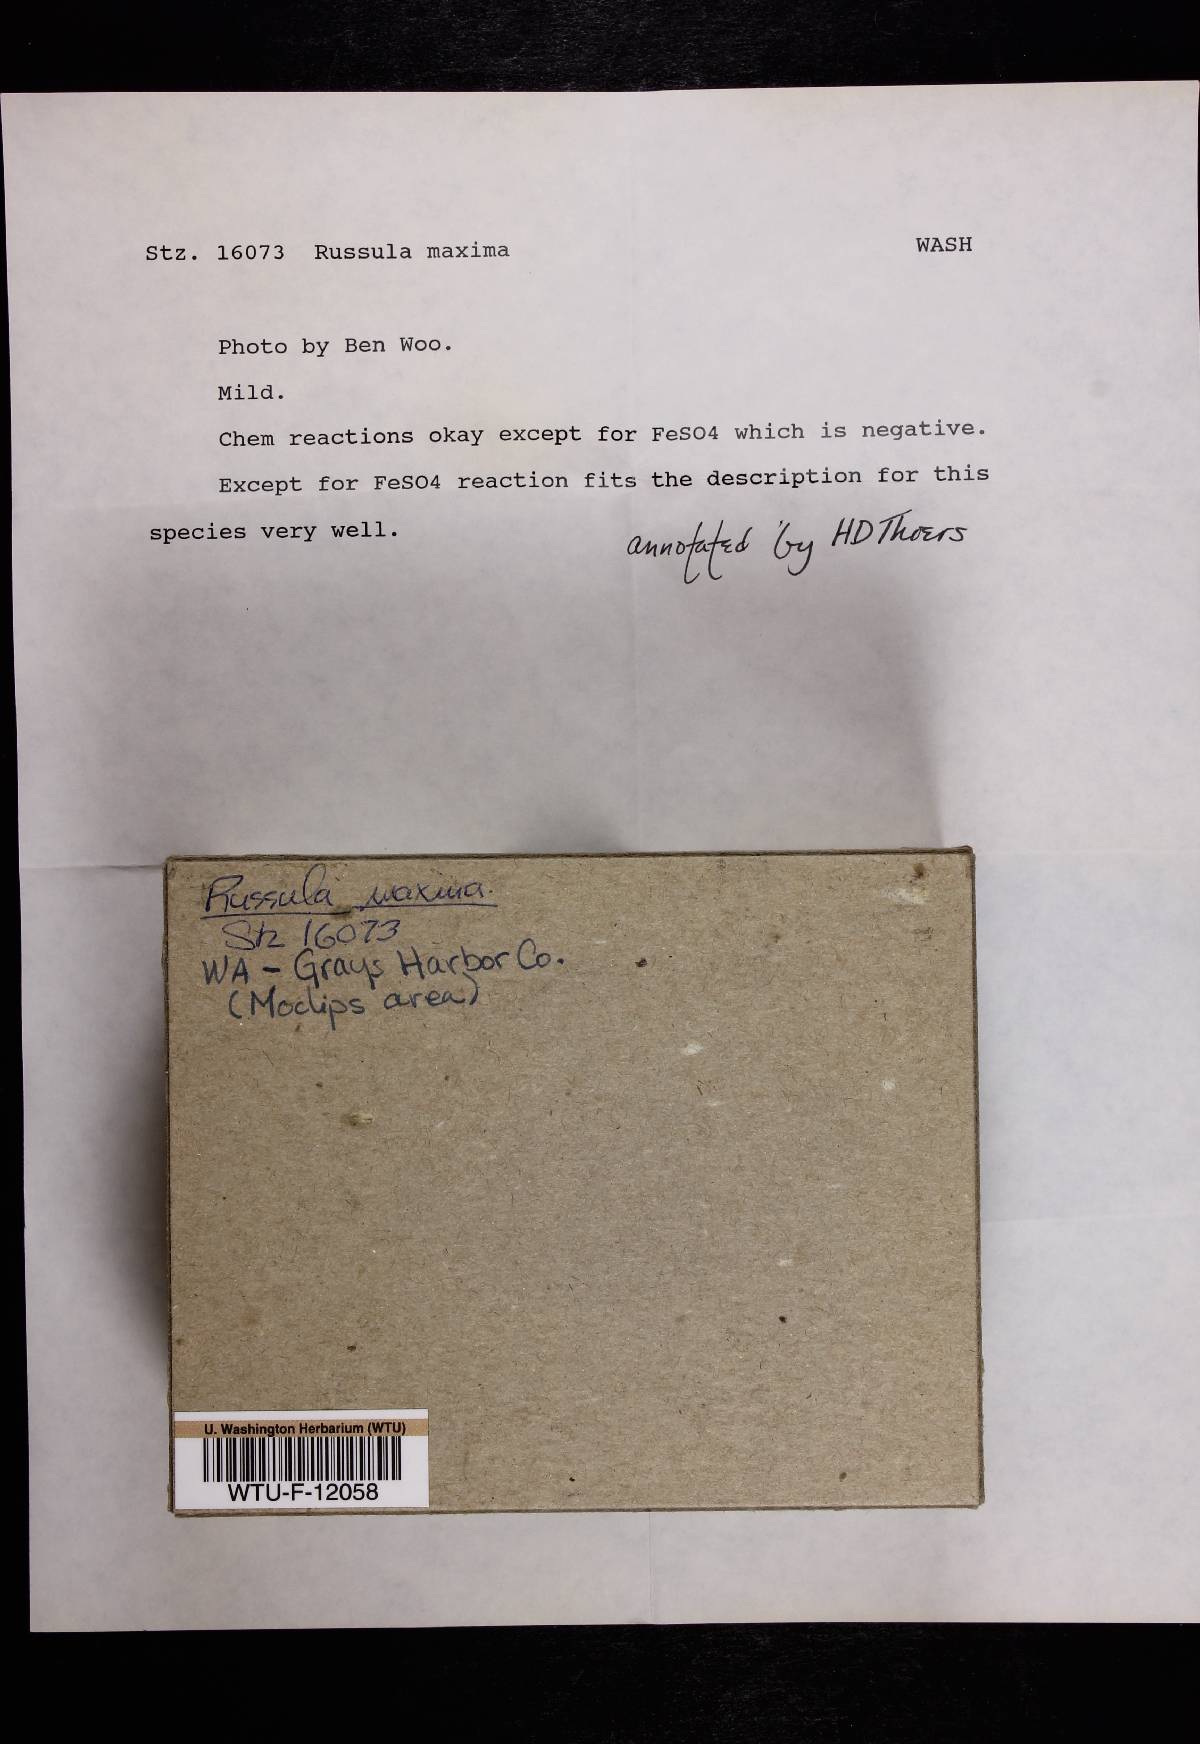 Stz. 16073 Russula maxima WASH
Photo by Ben Woo.
Mild.
Chem reactions okay except for FeSO4 which is negative.
Except for FeSO4 reaction fits the description for this
species very well.
annotated by HDThiers
Russula maxima.
Stz 16073
WA - Grays Harbor Co.
(Moclips area)
U. Washington Herbarium (WTU)
WTU-F-12058